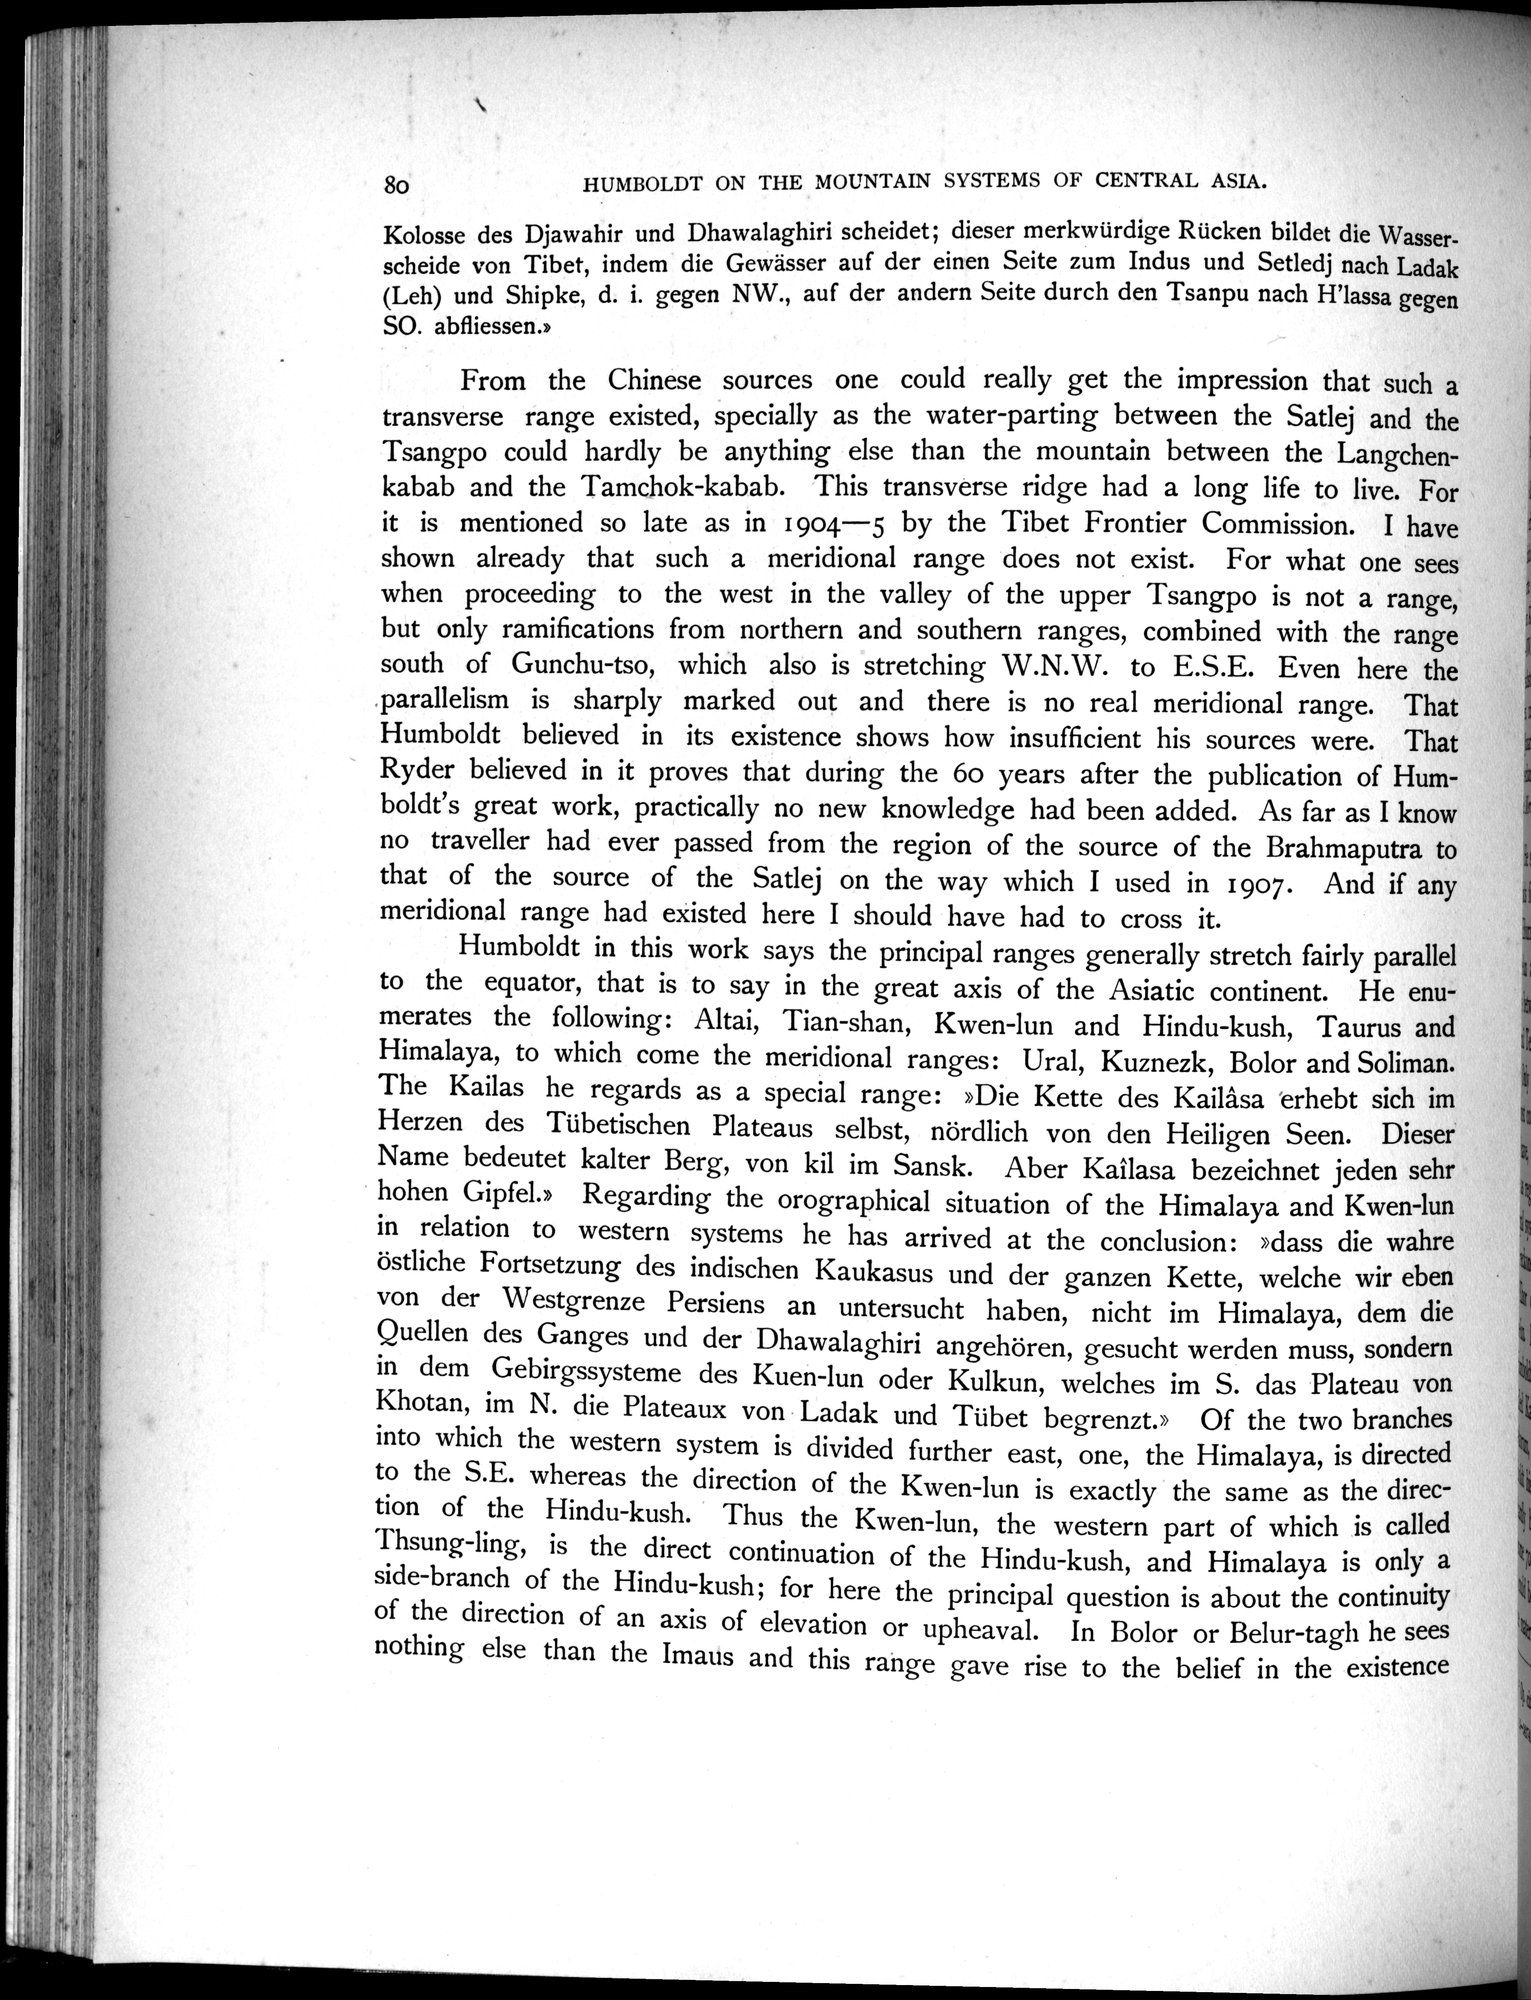 80 HUMBOLDT ON THE MOUNTAIN SYSTEMS OF CENTRAL ASIA.
Kolosse des Djawahir und Dhawalaghiri scheidet; dieser merkwürdige Rücken bildet die Wasser-
scheide von Tibet, indem die Gewässer auf der einen Seite zum Indus und Setledj nach Ladak
(Leh) und Shipke, d. i. gegen NW., auf der andern Seite durch den Tsanpu nach H'lassa gegen
SO. abfliessen.»
From the Chinese sources one could really get the impression that such a
transverse range existed, specially as the water-parting between the Satlej and the
Tsangpo could hardly be anything else than the mountain between the Langchen-
kabab and the Tamchok-kabab. This transverse ridge had a long life to live. For
it is mentioned so late as in 1904—5 by the Tibet Frontier Commission. I have
shown already that such a meridional range does not exist. For what one sees
when proceeding to the west in the valley of the upper Tsangpo is not a range,
but only ramifications from northern and southern ranges, combined with the range
south of Gunchu-tso, which also is stretching W.N.W. to E.S.E. Even here the
parallelism is sharply marked out and there is no real meridional range. That
Humboldt believed in its existence shows how insufficient his sources were. That
Ryder believed in it proves that during the 60 years after the publication of Hum-
boldt's great work, practically no new knowledge had been added. As far as I know
no traveller had ever passed from the region of the source of the Brahmaputra to
that of the source of the Satlej on the way which I used in 1907. And if any
meridional range had existed here I should have had to cross it.
Humboldt in this work says the principal ranges generally stretch fairly parallel
to the equator, that is to say in the great axis of the Asiatic continent. He enu-
merates the following: Altai, Tian-shan, Kwen-lun and Hindu-kush, Taurus and
Himalaya, to which come the meridional ranges: Ural, Kuznezk, Bolor and Soliman.
The Kailas he regards as a special range: »Die Kette des Kailâsa erhebt sich im
Herzen des Tübetischen Plateaus selbst, nördlich von den Heiligen Seen. Dieser
Name bedeutet kalter Berg, von kil im Sansk. Aber Kaîlasa bezeichnet jeden sehr
hohen Gipfel.» Regarding the orographical situation of the Himalaya and Kwen-lun
in relation to western systems he has arrived at the conclusion: »dass die wahre
östliche Fortsetzung des indischen Kaukasus und der ganzen Kette, welche wir eben
von der Westgrenze Persiens an untersucht haben, nicht im Himalaya, dem die
Quellen des Ganges und der Dhawalaghiri angehören, gesucht werden muss, sondern
in dem Gebirgssysteme des Kuen-lun oder Kulkun, welches im S. das Plateau von
Khotan, im N. die Plateaux von Ladak und Tübet begrenzt.» Of the two branches
into which the western system is divided further east, one, the Himalaya, is directed
to the S.E. whereas the direction of the Kwen-lun is exactly the same as the direc-
tion of the Hindu-kush. Thus the Kwen-lun, the western part of which is called
Thsung-ling, is the direct continuation of the Hindu-kush, and Himalaya is only a
side-branch of the Hindu-kush; for here the principal question is about the continuity
of the direction of an axis of elevation or upheaval. In Bolor or Belur-tagh he sees
nothing else than the Imaus and this range gave rise to the belief in the existence